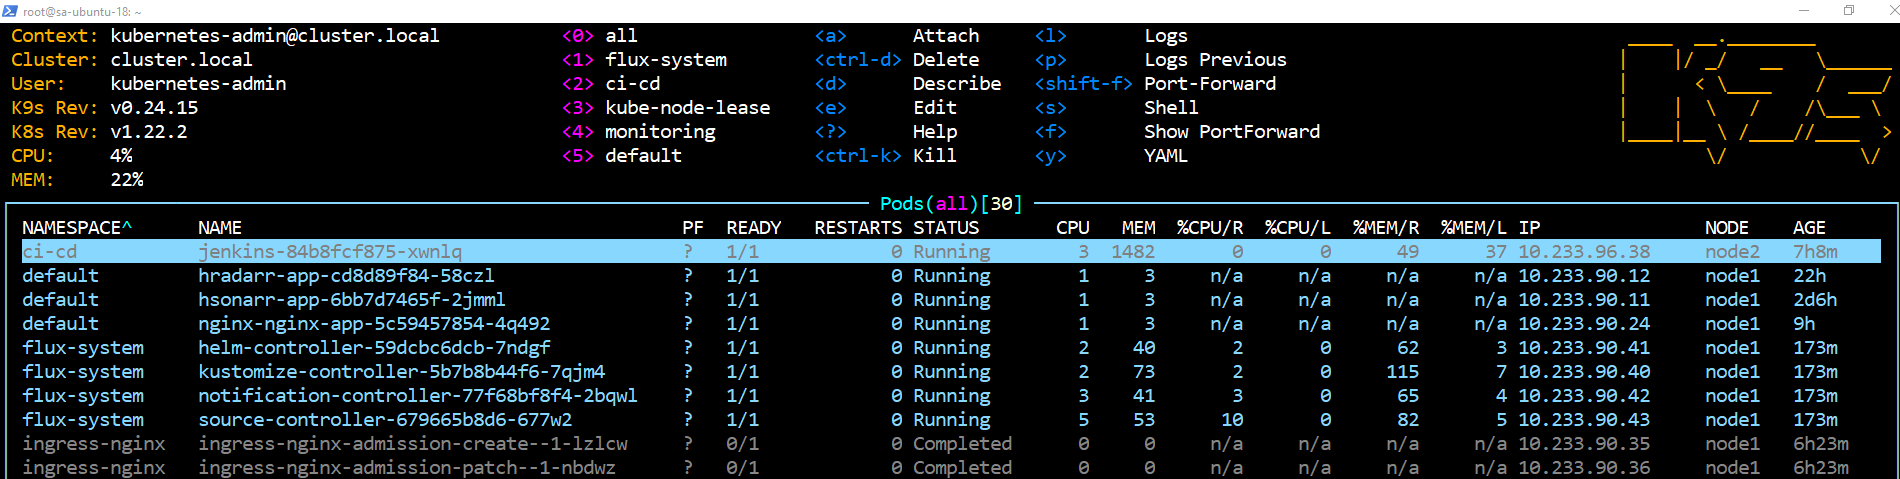 root@sa-ubuntu-18: ~
Context: kubernetes-admin@cluster.local <0> all <a> Attach <l> Logs
Cluster: cluster.local <1> flux-system <ctrl-d> Delete <p> Logs Previous
User: kubernetes-admin <2> ci-cd <d> Describe <shift-f> Port-Forward
K9s Rev: v0.24.15 <3> kube-node-lease <e> Edit <s> Shell
K8s Rev: v1.22.2 <4> monitoring <?> Help <f> Show PortForward
CPU: 4% <5> default <ctrl-k> Kill <y> YAML
MEM: 22%
Pods(all)[30]
NAMESPACE^ NAME PF READY RESTARTS STATUS CPU MEM %CPU/R %CPU/L %MEM/R %MEM/L IP NODE AGE
ci-cd jenkins-84b8fcf875-xwnlq ? 1/1 0 Running 3 1482 0 0 49 37 10.233.96.38 node2 7h8m
default hradarr-app-cd8d89f84-58czl ? 1/1 0 Running 1 3 n/a n/a n/a n/a 10.233.90.12 node1 22h
default hsonarr-app-6bb7d7465f-2jmml ? 1/1 0 Running 1 3 n/a n/a n/a n/a 10.233.90.11 node1 2d6h
default nginx-nginx-app-5c59457854-4q492 ? 1/1 0 Running 1 3 n/a n/a n/a n/a 10.233.90.24 node1 9h
flux-system helm-controller-59dcbc6dcb-7ndgf ? 1/1 0 Running 2 40 2 0 62 3 10.233.90.41 node1 173m
flux-system kustomize-controller-5b7b8b44f6-7qjm4 ? 1/1 0 Running 2 73 2 0 115 7 10.233.90.40 node1 173m
flux-system notification-controller-77f68bf8f4-2bqwl ? 1/1 0 Running 3 41 3 0 65 4 10.233.90.42 node1 173m
flux-system source-controller-679665b8d6-677w2 ? 1/1 0 Running 5 53 10 0 82 5 10.233.90.43 node1 173m
ingress-nginx ingress-nginx-admission-create--1-lzlcw ? 0/1 0 Completed 0 0 n/a n/a n/a n/a 10.233.90.35 node1 6h23m
ingress-nginx ingress-nginx-admission-patch--1-nbdwz ? 0/1 0 Completed 0 0 n/a n/a n/a n/a 10.233.90.36 node1 6h23m